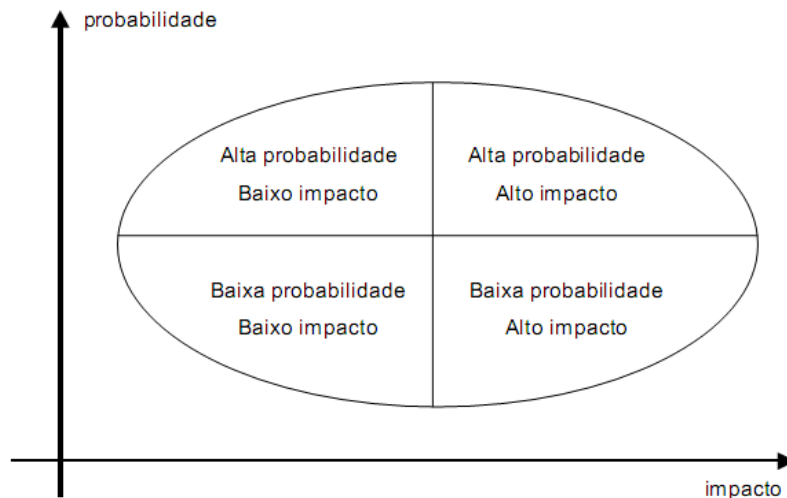 probabilidade
Alta probabilidade
Baixo impacto
Alta probabilidade
Alto impacto
Baixa probabilidade
Baixo impacto
Baixa probabilidade
Alto impacto
impacto